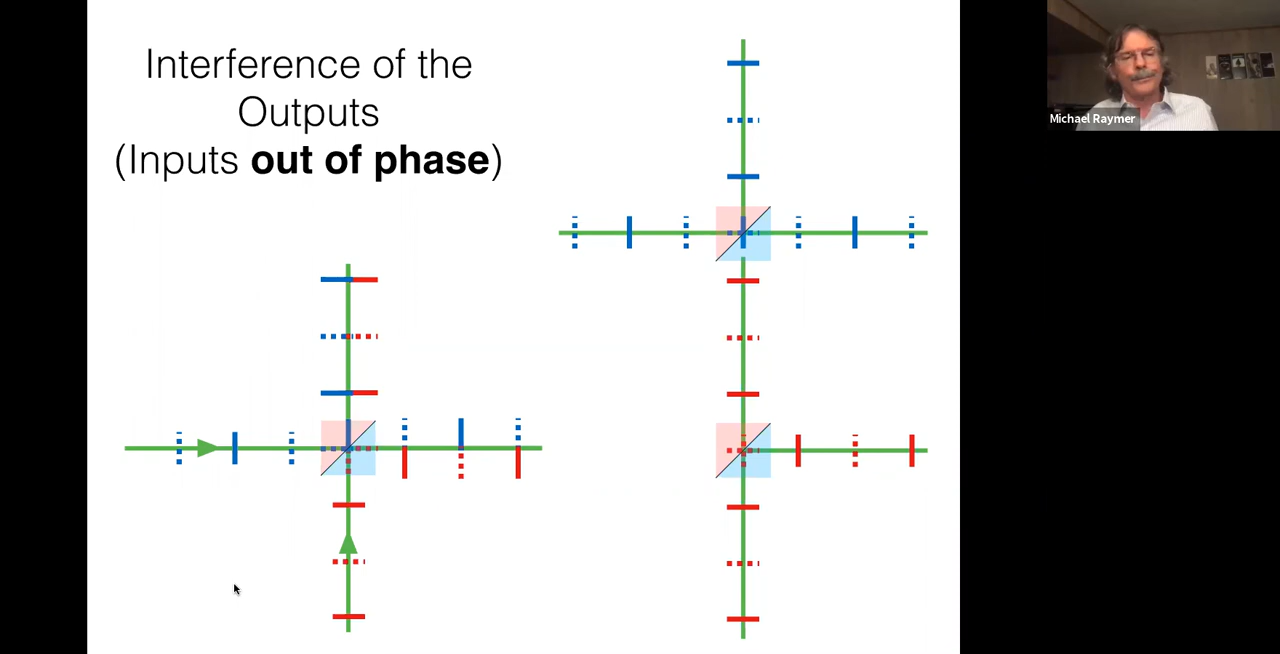 Interference of the
Outputs
(Inputs out of phase)
Michael Raymer